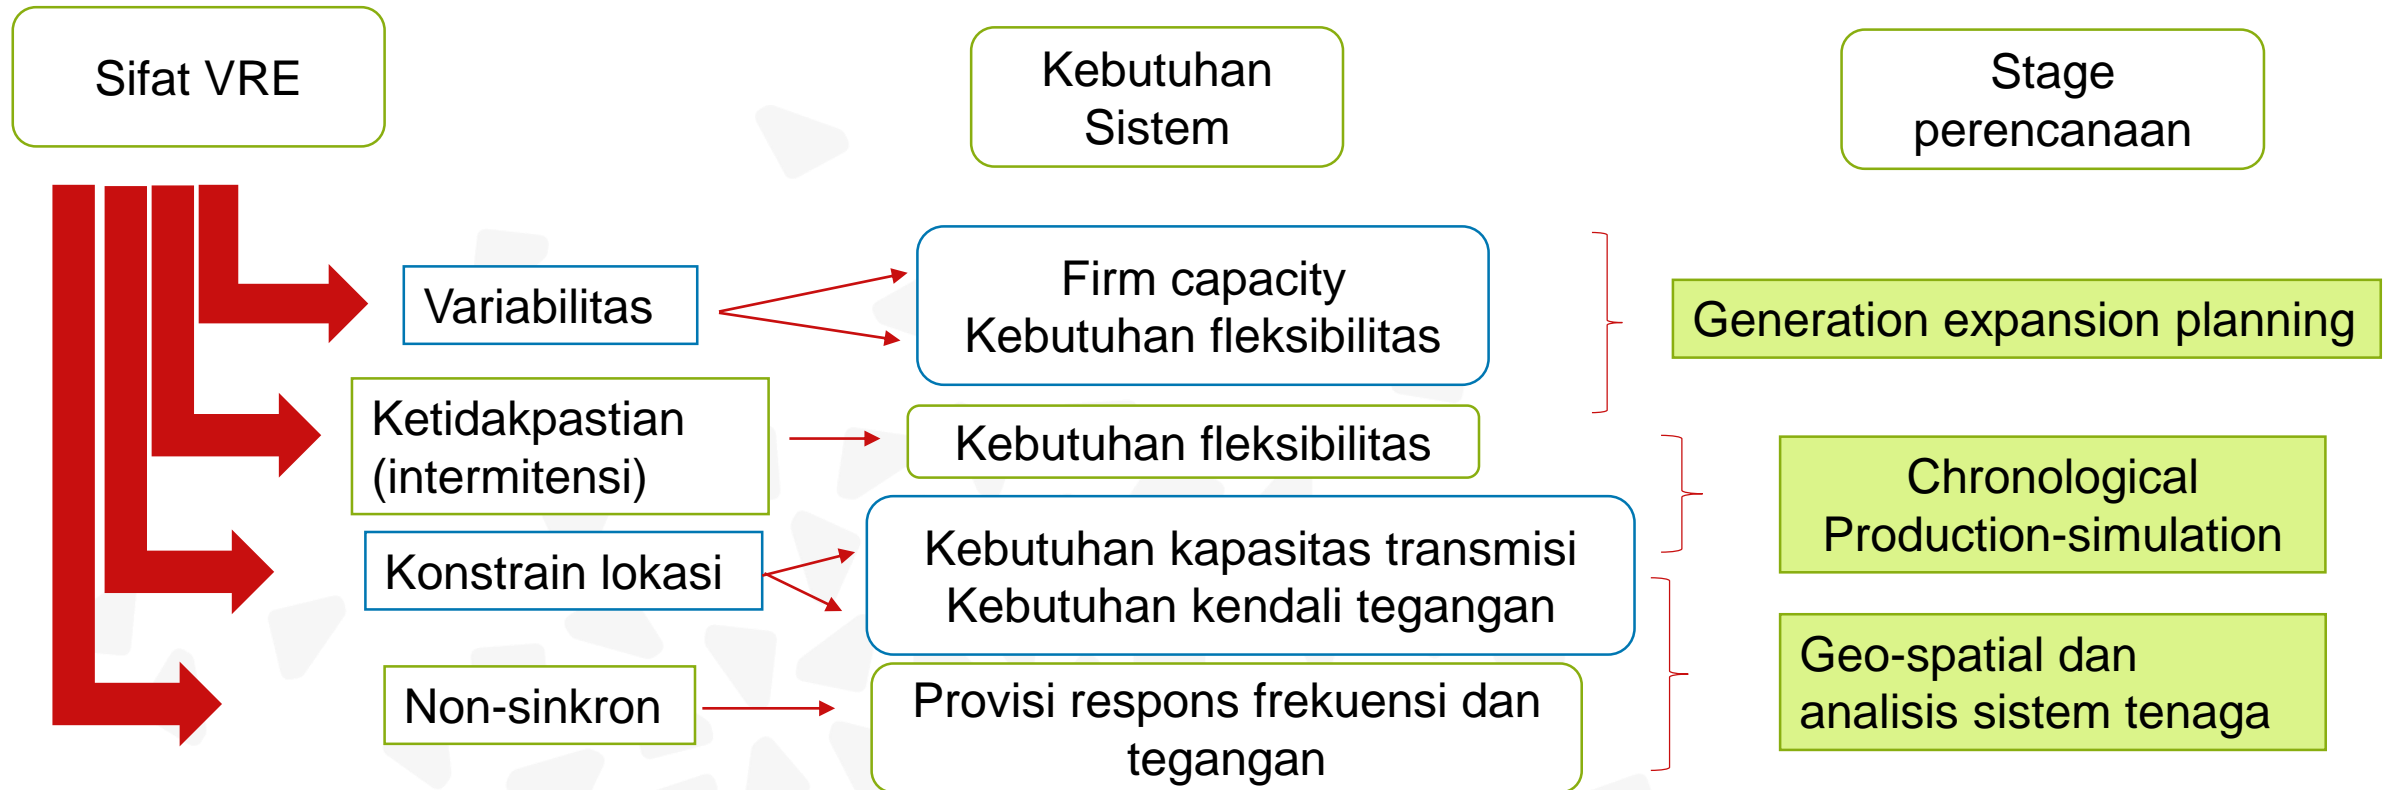 Sifat VRE
Kebutuhan
Sistem
Stage
perencanaan
Variabilitas
Firm capacity
Kebutuhan fleksibilitas
Generation expansion planning
Ketidakpastian
(intermitensi)
Kebutuhan fleksibilitas
Chronological
Production-simulation
Konstrain lokasi
Kebutuhan kapasitas transmisi
Kebutuhan kendali tegangan
Geo-spatial dan
analisis sistem tenaga
Non-sinkron
Provisi respons frekuensi dan
tegangan